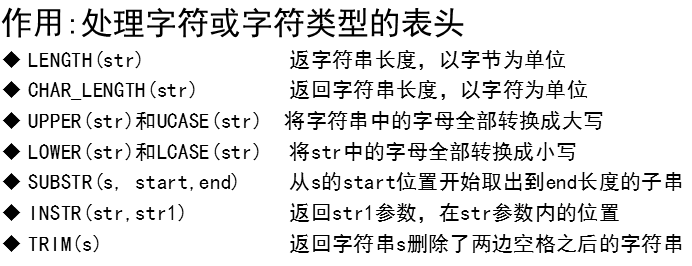 作用:处理字符或字符类型的表头
◆ LENGTH(str) 返字符串长度，以字节为单位
◆ CHAR_LENGTH(str) 返回字符串长度，以字符为单位
◆ UPPER(str)和UCASE(str) 将字符串中的字母全部转换成大写
◆ LOWER(str)和LCASE(str) 将str中的字母全部转换成小写
◆ SUBSTR(s, start,end) 从s的start位置开始取出到end长度的子串
◆ INSTR(str,str1) 返回str1参数，在str参数内的位置
◆ TRIM(s) 返回字符串s删除了两边空格之后的字符串